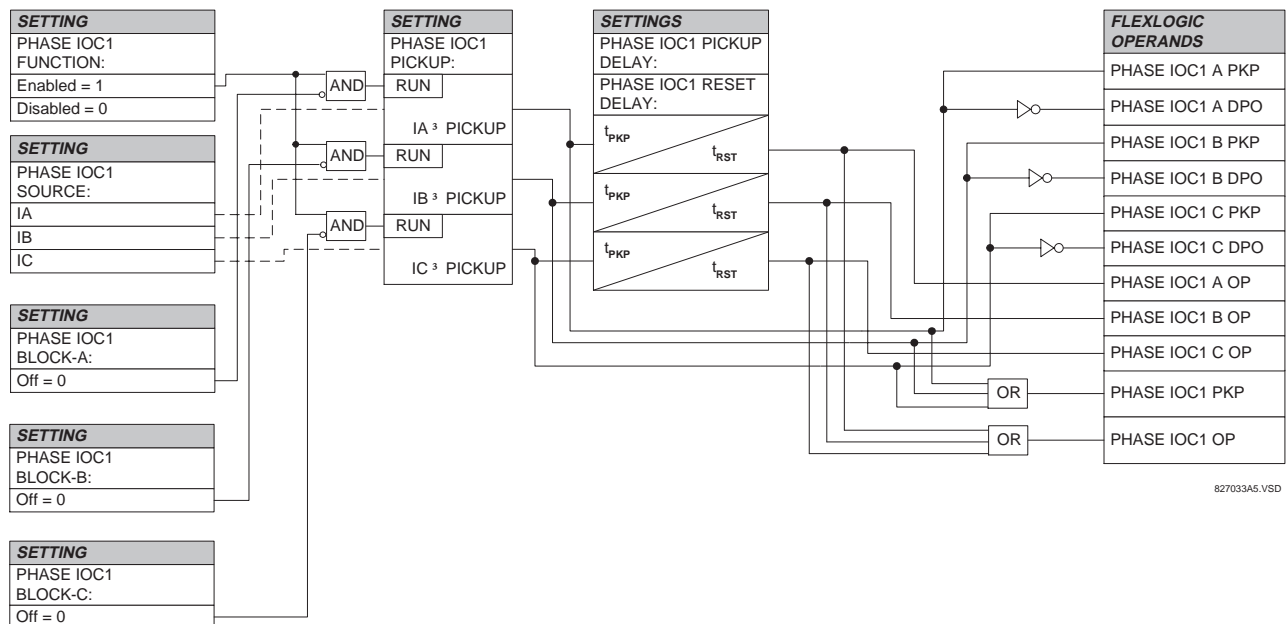 SETTING
PHASE IOC1
FUNCTION:
Enabled = 1
Disabled = 0
SETTING
PHASE IOC1
SOURCE:
IA
IB
IC
SETTING
PHASE IOC1
BLOCK-A:
Off = 0
SETTING
PHASE IOC1
BLOCK-B:
Off = 0
SETTING
PHASE IOC1
BLOCK-C:
Off = 0
AND
AND
AND
SETTING
PHASE IOC1
PICKUP:
RUN
IA ³ PICKUP
RUN
IB ³ PICKUP
RUN
IC ³ PICKUP
SETTINGS
PHASE IOC1 PICKUP
DELAY:
PHASE IOC1 RESET
DELAY:
tPKP
tRST
tPKP
tRST
tPKP
tRST
OR
OR
FLEXLOGIC
OPERANDS
PHASE IOC1 A PKP
PHASE IOC1 A DPO
PHASE IOC1 B PKP
PHASE IOC1 B DPO
PHASE IOC1 C PKP
PHASE IOC1 C DPO
PHASE IOC1 A OP
PHASE IOC1 B OP
PHASE IOC1 C OP
PHASE IOC1 PKP
PHASE IOC1 OP
827033A5.VSD